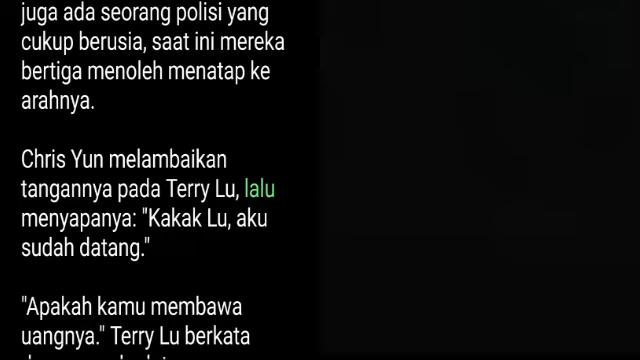 juga ada seorang polisi yang
cukup berusia, saat ini mereka
bertiga menoleh menatap ke
arahnya.
Chris Yun melambaikan
tangannya pada Terry Lu, lalu
menyapanya: "Kakak Lu, aku
sudah datang."
"Apakah kamu membawa
uangnya." Terry Lu berkata